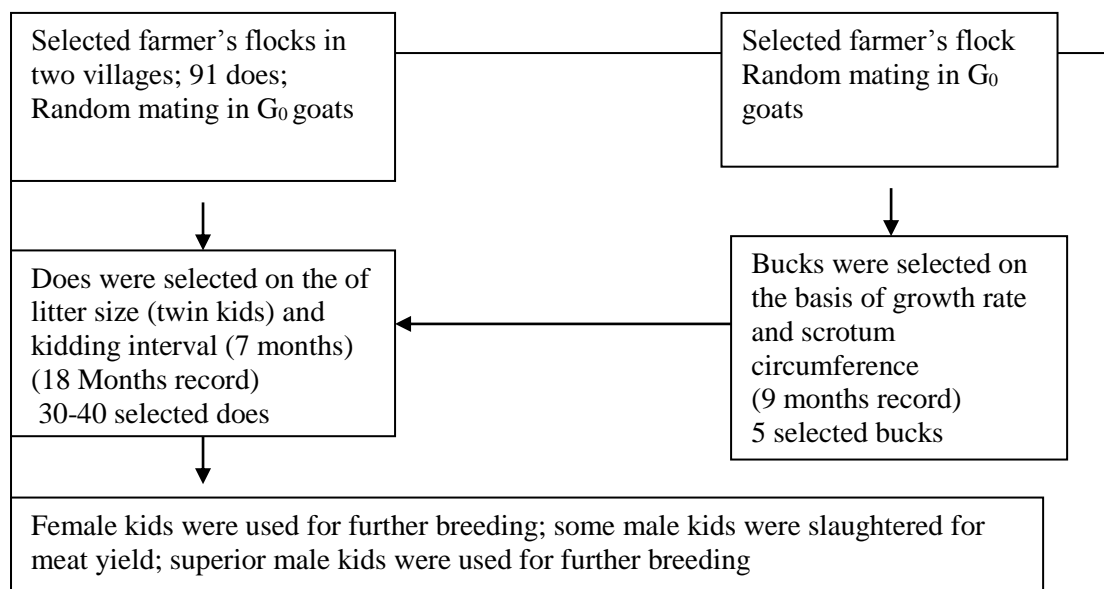 Selected farmer’s flocks in
two villages; 91 does;
Random mating in G₀ goats
Selected farmer’s flock
Random mating in G₀
goats
Does were selected on the of
litter size (twin kids) and
kidding interval (7 months)
(18 Months record)
30-40 selected does
Bucks were selected on
the basis of growth rate
and scrotum
circumference
(9 months record)
5 selected bucks
Female kids were used for further breeding; some male kids were slaughtered for
meat yield; superior male kids were used for further breeding